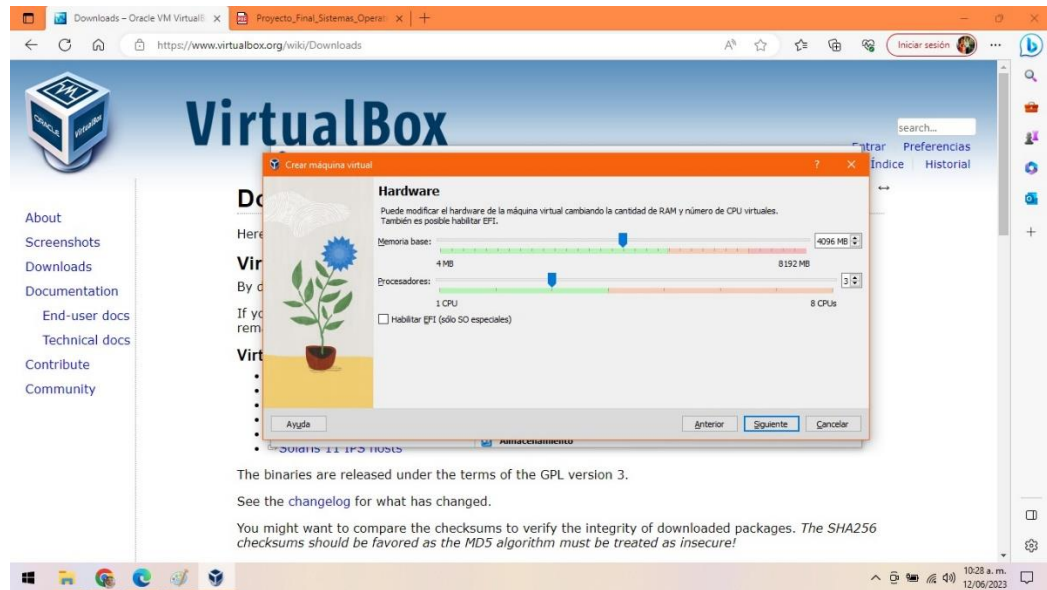 Downloads – Oracle VM VirtualB
Proyecto_Final_Sistemas_Operati
https://www.virtualbox.org/wiki/Downloads
Iniciar sesión
ORACLE
VirtualBox
VirtualBox
search...
Entrar Preferencias
Índice Historial
About
Screenshots
Downloads
Documentation
End-user docs
Technical docs
Contribute
Community
Crear máquina virtual
Hardware
Puede modificar el hardware de la máquina virtual cambiando la cantidad de RAM y número de CPU virtuales.
También es posible habilitar EFI.
Memoria base:
4096 MB
4 MB
8192 MB
Procesadores:
3
1 CPU
8 CPUs
Habilitar EFI (sólo SO especiales)
Ayuda
Anterior
Siguiente
Cancelar
Here
By
If
Almacenamiento
Solaris 11 IPS hosts
The binaries are released under the terms of the GPL version 3.
See the changelog for what has changed.
You might want to compare the checksums to verify the integrity of downloaded packages. The SHA256
checksums should be favored as the MD5 algorithm must be treated as insecure!
10:28 a. m.
12/06/2023